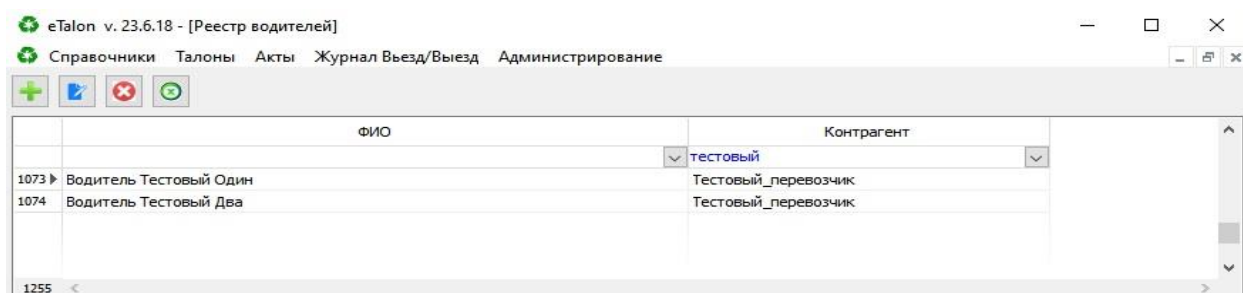 eTalon v. 23.6.18 - [Реестр водителей]
Справочники Талоны Акты Журнал Вьезд/Выезд Администрирование
ФИО Контрагент
тестовый
1073 Водитель Тестовый Один Тестовый_перевозчик
1074 Водитель Тестовый Два Тестовый_перевозчик
1255